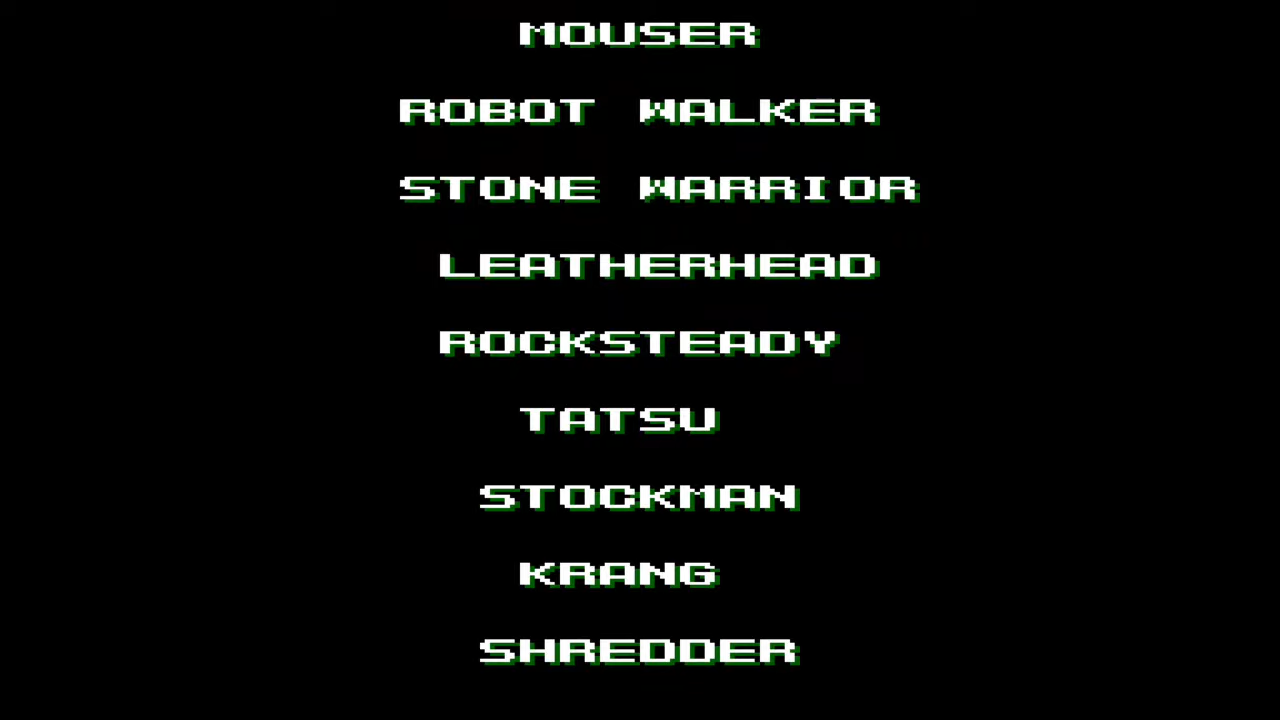 MOUSER
ROBOT WALKER
STONE WARRIOR
LEATHERHEAD
ROCKSTEADY
TATSU
STOCKMAN
KRANG
SHREDDER